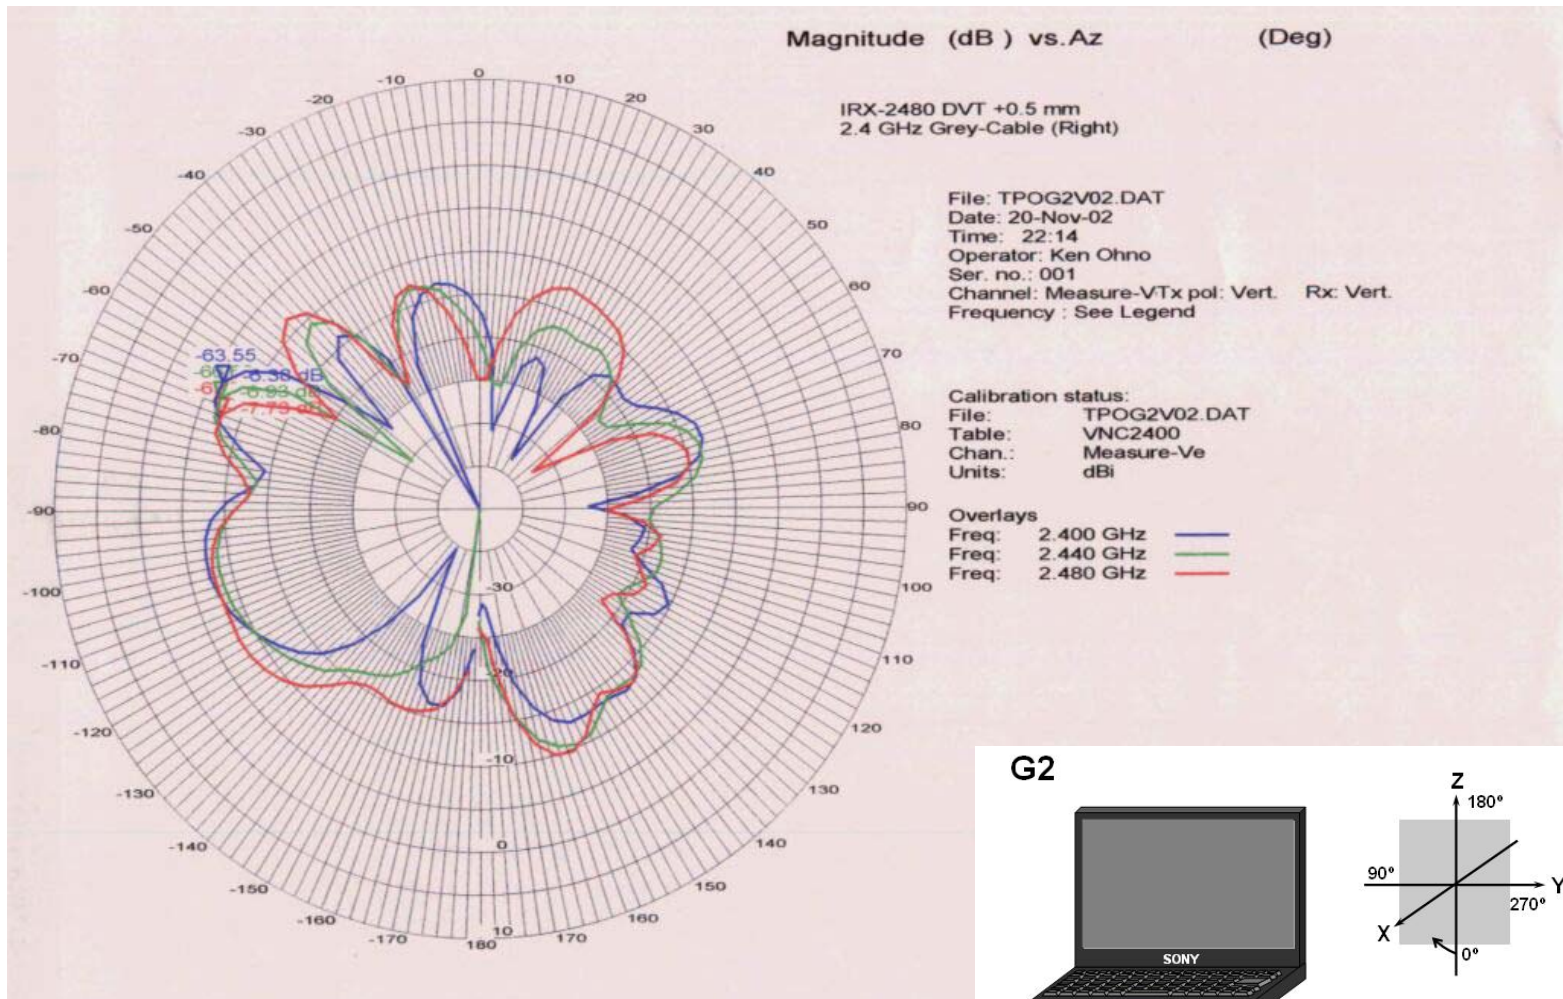 Magnitude (dB ) vs.Az (Deg)
IRX-2480 DVT +0.5 mm
2.4 GHz Grey-Cable (Right)
File: TPOG2V02.DAT
Date: 20-Nov-02
Time: 22:14
Operator: Ken Ohno
Ser. no.: 001
Channel: Measure-VTx pol: Vert. Rx: Vert.
Frequency : See Legend
Calibration status:
File: TPOG2V02.DAT
Table: VNC2400
Chan.: Measure-Ve
Units: dBi
Overlays
Freq: 2.400 GHz
Freq: 2.440 GHz
Freq: 2.480 GHz
0
10
20
30
40
50
60
70
80
90
100
110
120
130
140
150
160
170
180
-170
-160
-150
-140
-130
-120
-110
-100
-90
-80
-70
-60
-50
-40
-30
-20
-10
-63.55
-6.38 dB
-6.93 dB
-7.79
-30
-20
-10
0
10
G2
SONY
Z
180°
90°
Y
270°
X
0°